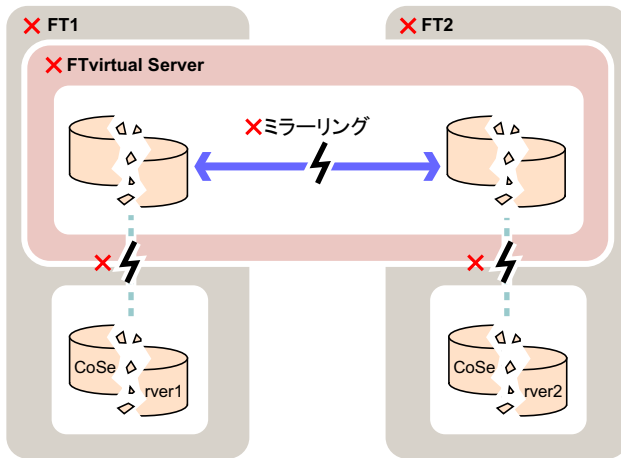 FT1
FT2
FTvirtual Server
ミラーリング
CoSe
rver1
CoSe
rver2